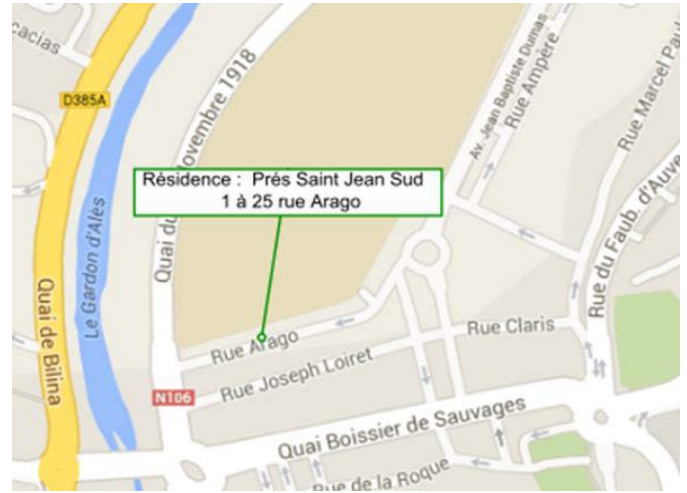 acacias
D385A
Quai du
Novembre 1918
Av. Jean Baptiste Dumas
Rue Ampère
Rue Marcel Pau
Résidence : Prés Saint Jean Sud
1 à 25 rue Arago
Le Gardon d'Alès
Quai de Bilina
Rue du Faub. d'Auve
Rue Arago
Rue Claris
Rue Joseph Loiret
N106
Quai Boissier de Sauvages
Rue de la Roque